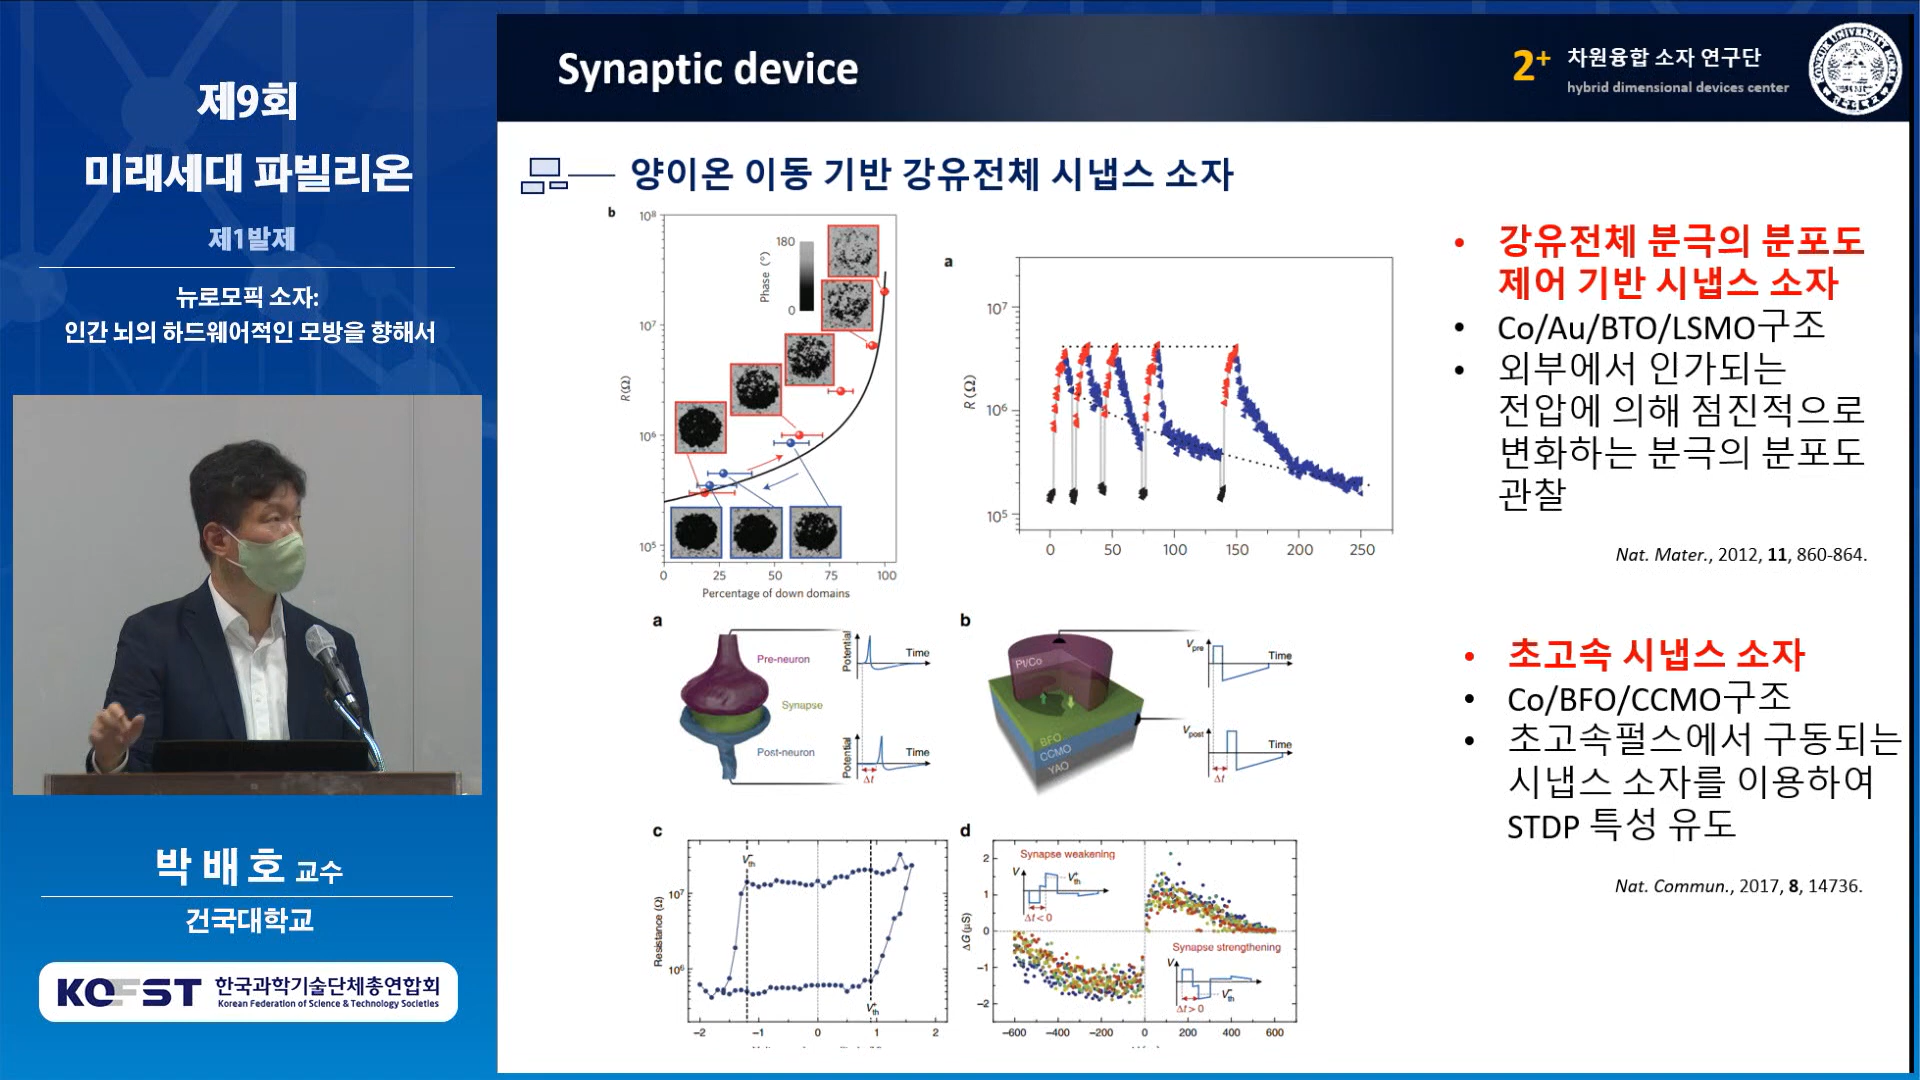 제9회
미래세대 파빌리온
제1발제
뉴로모픽 소자:
인간 뇌의 하드웨어적인 모방을 향해서
박배호 교수
건국대학교
KOFST 한국과학기술단체총연합회
Korean Federation of Science & Technology Societies
Synaptic device
2+ 차원융합 소자 연구단
hybrid dimensional devices center
양이온 이동 기반 강유전체 시냅스 소자
b
10⁸
10⁷
10⁶
10⁵
R(Ω)
180
Phase (°)
0
0 25 50 75 100
Percentage of down domains
a
10⁷
10⁶
10⁵
R (Ω)
0 50 100 150 200 250
• 강유전체 분극의 분포도
제어 기반 시냅스 소자
• Co/Au/BTO/LSMO구조
• 외부에서 인가되는
전압에 의해 점진적으로
변화하는 분극의 분포도
관찰
Nat. Mater., 2012, 11, 860-864.
a
Pre-neuron
Synapse
Post-neuron
Potential
Time
Potential
Time
Δt
b
Pt/Co
BFO
CCMO
YAO
Vpre
Time
Vpost
Time
Δt
c
Resistance (Ω)
10⁷
10⁶
V⁻th
V⁺th
−2 −1 0 1 2
d
ΔG (μS)
2
1
0
−1
−2
Synapse weakening
V
V⁺th
Δt < 0
Synapse strengthening
V
V⁻th
Δt > 0
−600 −400 −200 0 200 400 600
• 초고속 시냅스 소자
• Co/BFO/CCMO구조
• 초고속펄스에서 구동되는
시냅스 소자를 이용하여
STDP 특성 유도
Nat. Commun., 2017, 8, 14736.